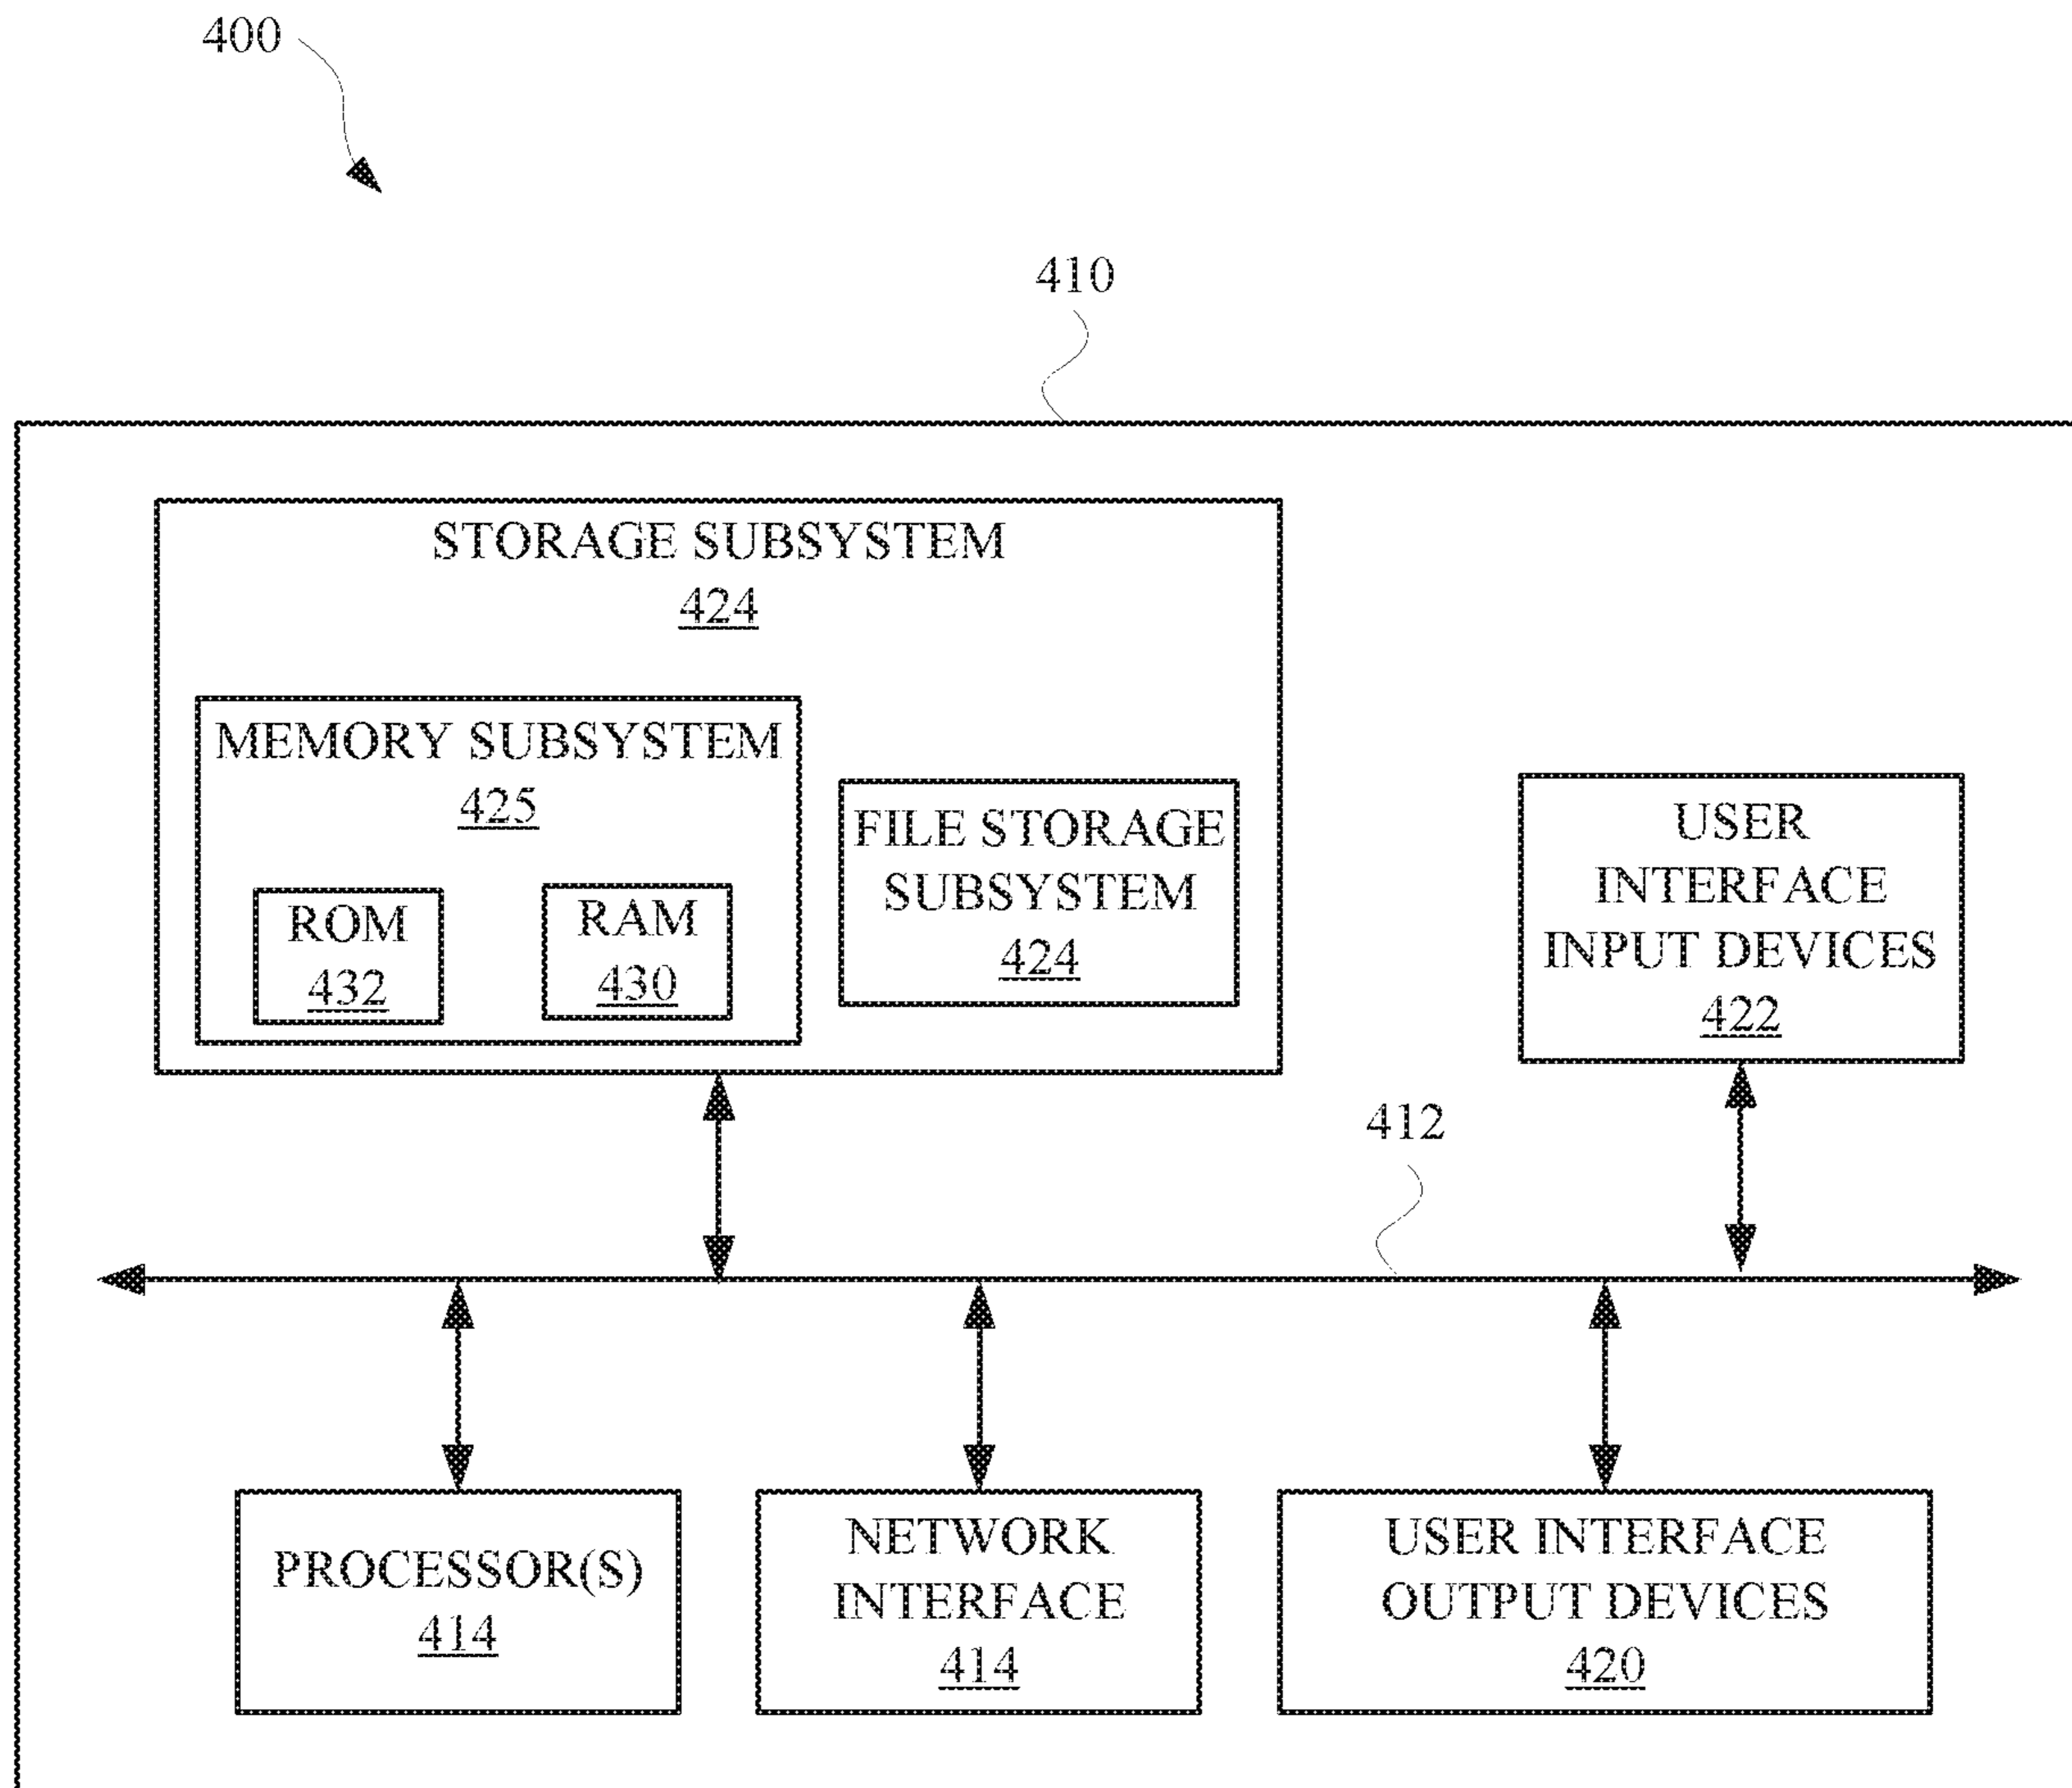 400
410
STORAGE SUBSYSTEM
424
MEMORY SUBSYSTEM
425
ROM
432
RAM
430
FILE STORAGE
SUBSYSTEM
424
USER
INTERFACE
INPUT DEVICES
422
412
PROCESSOR(S)
414
NETWORK
INTERFACE
414
USER INTERFACE
OUTPUT DEVICES
420